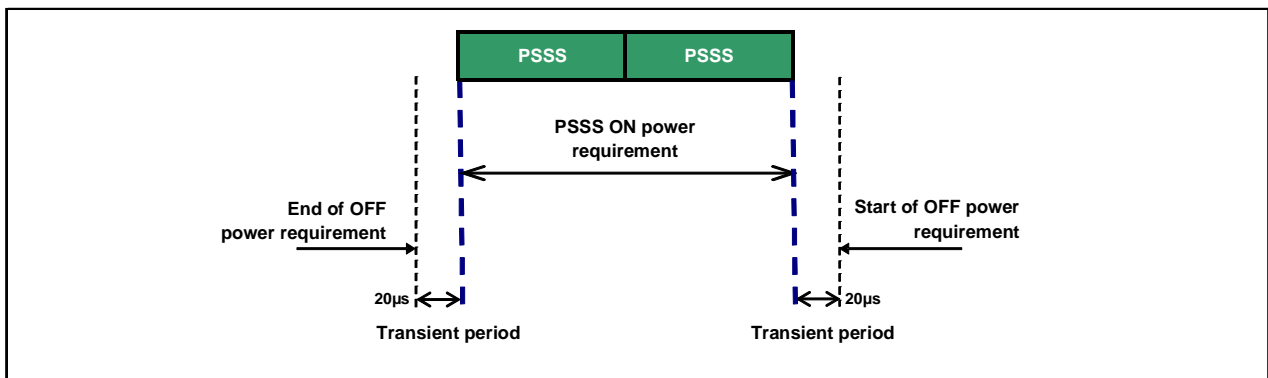 PSSS PSSS
PSSS ON power
requirement
End of OFF
power requirement
Start of OFF power
requirement
20µs
20µs
Transient period
Transient period